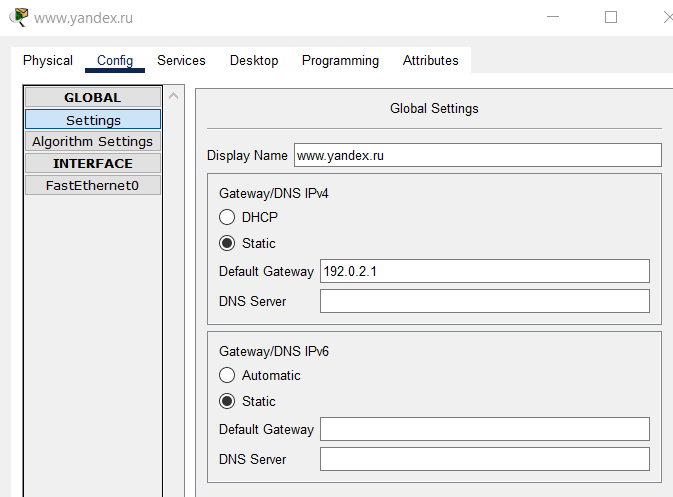 www.yandex.ru
Physical Config Services Desktop Programming Attributes
GLOBAL
Settings
Algorithm Settings
INTERFACE
FastEthernet0
Global Settings
Display Name www.yandex.ru
Gateway/DNS IPv4
DHCP
Static
Default Gateway 192.0.2.1
DNS Server
Gateway/DNS IPv6
Automatic
Static
Default Gateway
DNS Server